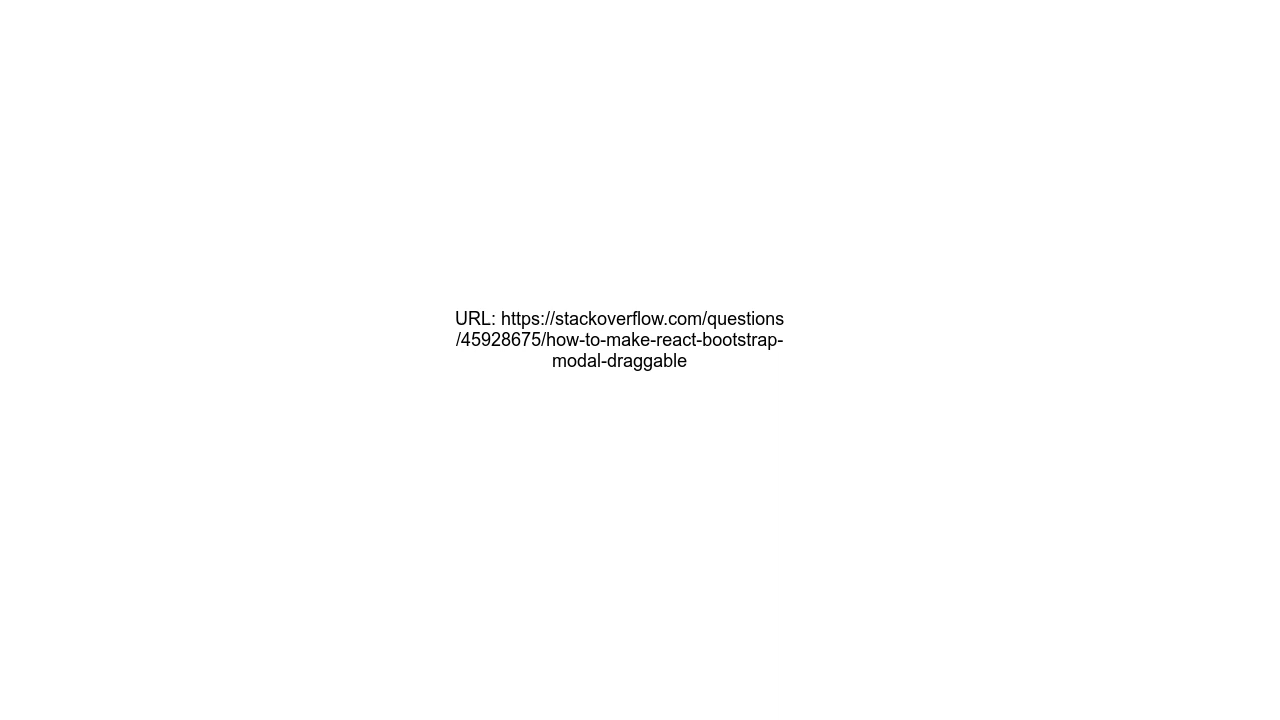 URL: https://stackoverflow.com/questions
/45928675/how-to-make-react-bootstrap-
modal-draggable